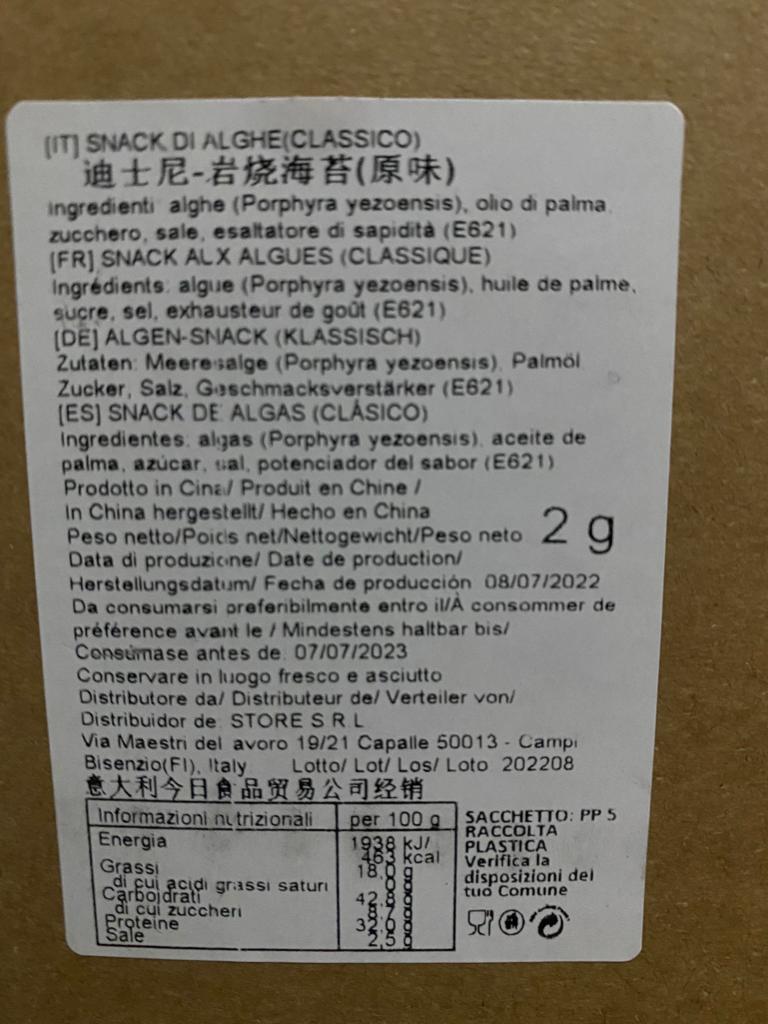 [IT] SNACK DI ALGHE(CLASSICO)
迪士尼-岩烧海苔(原味)
ingredienti alghe (Porphyra yezoensis), olio di palma,
zucchero, sale, esaltatore di sapidità (E621)
[FR] SNACK ALX ALGUES (CLASSIQUE)
Ingrédients: algue (Porphyra yezoensis), huile de palme,
sucre, sel, exhausteur de goût (E621)
[DE] ALGEN-SNACK (KLASSISCH)
Zutaten: Meeresalge (Porphyra yezoensis), Palmöl
Zucker, Salz, Geschmacksverstärker (E621)
[ES] SNACK DE ALGAS (CLÁSICO)
Ingredientes: algas (Porphyra yezoensis), aceite de
palma, azúcar, sal, potenciador del sabor (E621)
Prodotto in Cina/ Produit en Chine /
In China hergestellt/ Hecho en China
Peso netto/Poids net/Nettogewicht/Peso neto 2 g
Data di produzione/ Date de production/
Herstellungsdatum/ Fecha de producción 08/07/2022
Da consumarsi preferibilmente entro il/À consommer de
préférence avant le / Mindestens haltbar bis/
Consúmase antes de: 07/07/2023
Conservare in luogo fresco e asciutto
Distributore da/ Distributeur de/ Verteiler von/
Distribuidor de: STORE S R L
Via Maestri del avoro 19/21 Capalle 50013 - Campi
Bisenzio(FI), Italy Lotto/ Lot/ Los/ Loto 202208
意大利今日食品贸易公司经销
Informazioni nutrizionali per 100 g
Energia 1938 kJ/
463 kcal
Grassi 18,0 g
di cui acidi grassi saturi g
Carboidrati 42,8 g
di cui zuccheri g
Proteine g
Sale 2,5 g
SACCHETTO: PP 5
RACCOLTA
PLASTICA
Verifica la
disposizioni del
tuo Comune